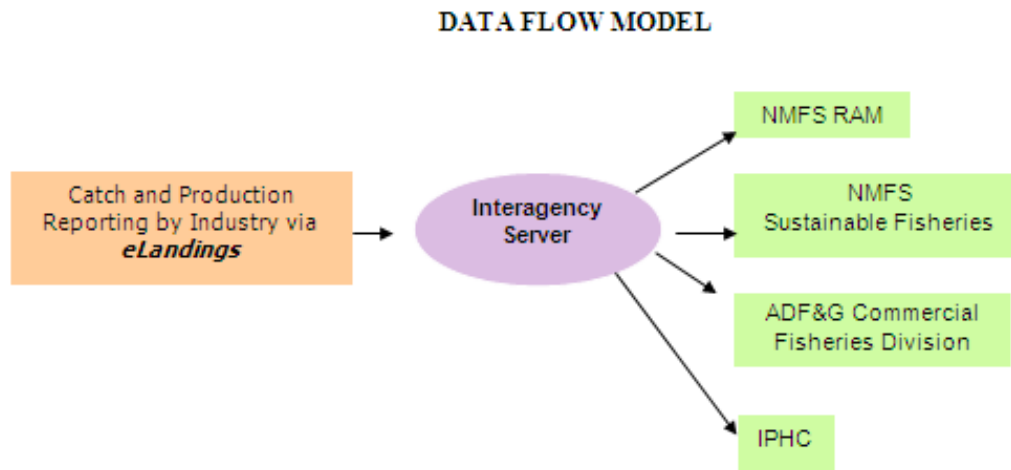 DATA FLOW MODEL
Catch and Production
Reporting by Industry via
eLandings
Interagency
Server
NMFS RAM
NMFS
Sustainable Fisheries
ADF&G Commercial
Fisheries Division
IPHC